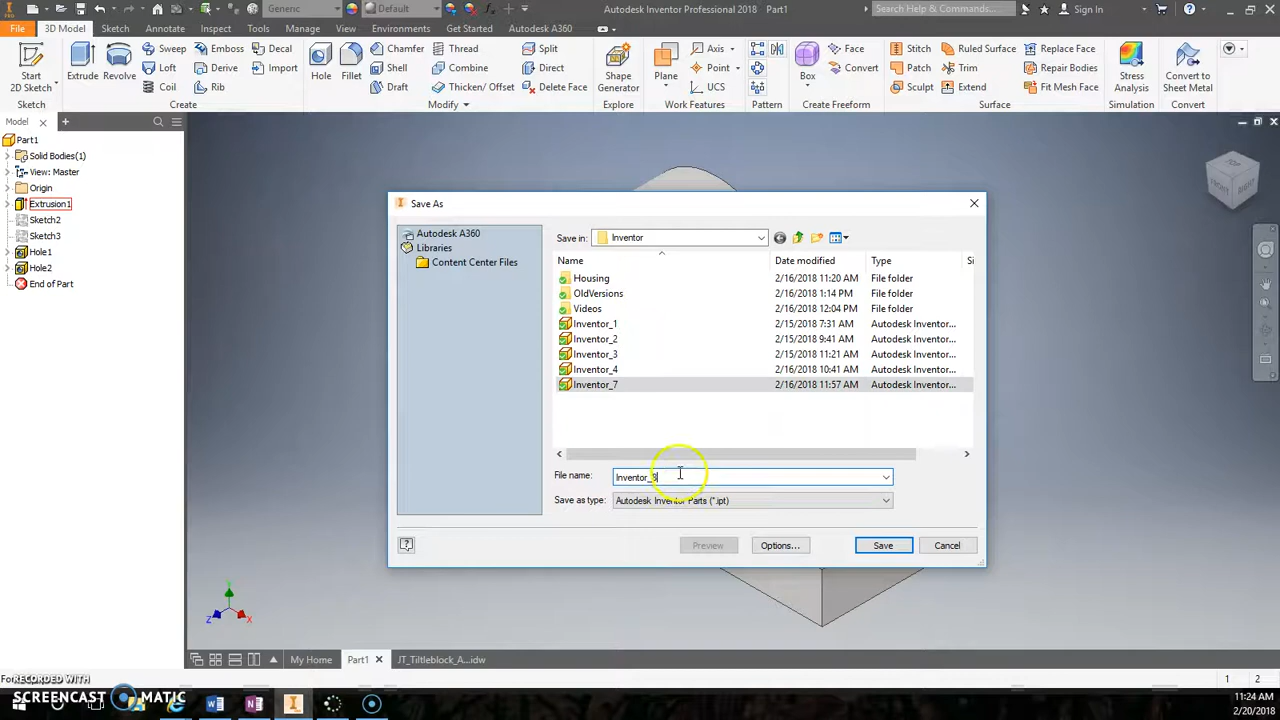 PRO
Generic
Default
Autodesk Inventor Professional 2018 Part1
Search Help & Commands...
Sign In
File 3D Model Sketch Annotate Inspect Tools Manage View Environments Get Started Autodesk A360
Start 2D Sketch
Extrude
Revolve
Sweep
Loft
Coil
Emboss
Derive
Rib
Decal
Import
Hole
Fillet
Chamfer
Shell
Draft
Thread
Combine
Thicken/ Offset
Split
Direct
Delete Face
Shape Generator
Plane
Axis
Point
UCS
Box
Face
Convert
Stitch
Patch
Sculpt
Ruled Surface
Trim
Extend
Replace Face
Repair Bodies
Fit Mesh Face
Stress Analysis
Convert to Sheet Metal
Sketch
Create
Modify
Explore
Work Features
Pattern
Create Freeform
Surface
Simulation
Convert
Model
Part1
Solid Bodies(1)
View: Master
Origin
Extrusion1
Sketch2
Sketch3
Hole1
Hole2
End of Part
TOP
FRONT
RIGHT
Save As
Autodesk A360
Libraries
Content Center Files
Save in: Inventor
Name Date modified Type Si
Housing 2/16/2018 11:20 AM File folder
OldVersions 2/16/2018 1:14 PM File folder
Videos 2/16/2018 12:04 PM File folder
Inventor_1 2/15/2018 7:31 AM Autodesk Inventor...
Inventor_2 2/15/2018 9:41 AM Autodesk Inventor...
Inventor_3 2/15/2018 11:21 AM Autodesk Inventor...
Inventor_4 2/16/2018 10:41 AM Autodesk Inventor...
Inventor_7 2/16/2018 11:57 AM Autodesk Inventor...
File name:
Save as type: Autodesk Inventor Parts (*.ipt)
Preview Options... Save Cancel
Y
Z X
My Home Part1 JT_Tiltleblock_A...idw
For
1 2
RECORDED WITH
SCREENCAST MATIC
11:24 AM
2/20/2018